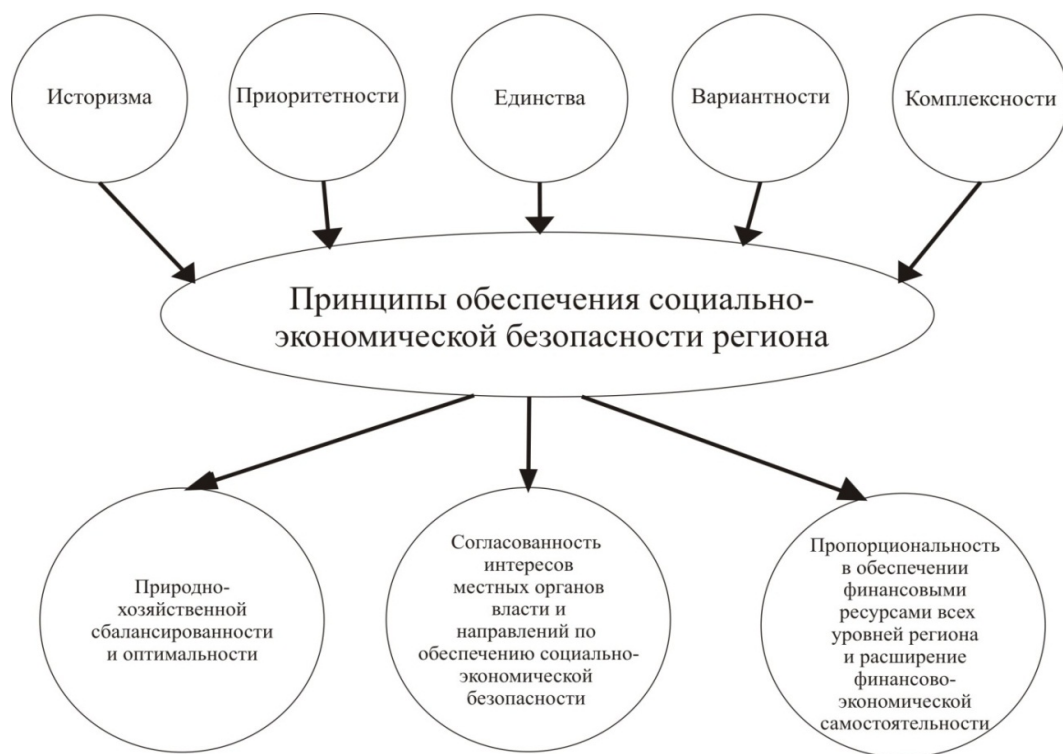 Историзма
Приоритетности
Единства
Вариантности
Комплексности
Принципы обеспечения социально-
экономической безопасности региона
Природно-
хозяйственной
сбалансированности
и оптимальности
Согласованность
интересов
местных органов
власти и
направлений по
обеспечению социально-
экономической
безопасности
Пропорциональность
в обеспечении
финансовыми
ресурсами всех
уровней региона
и расширение
финансово-
экономической
самостоятельности